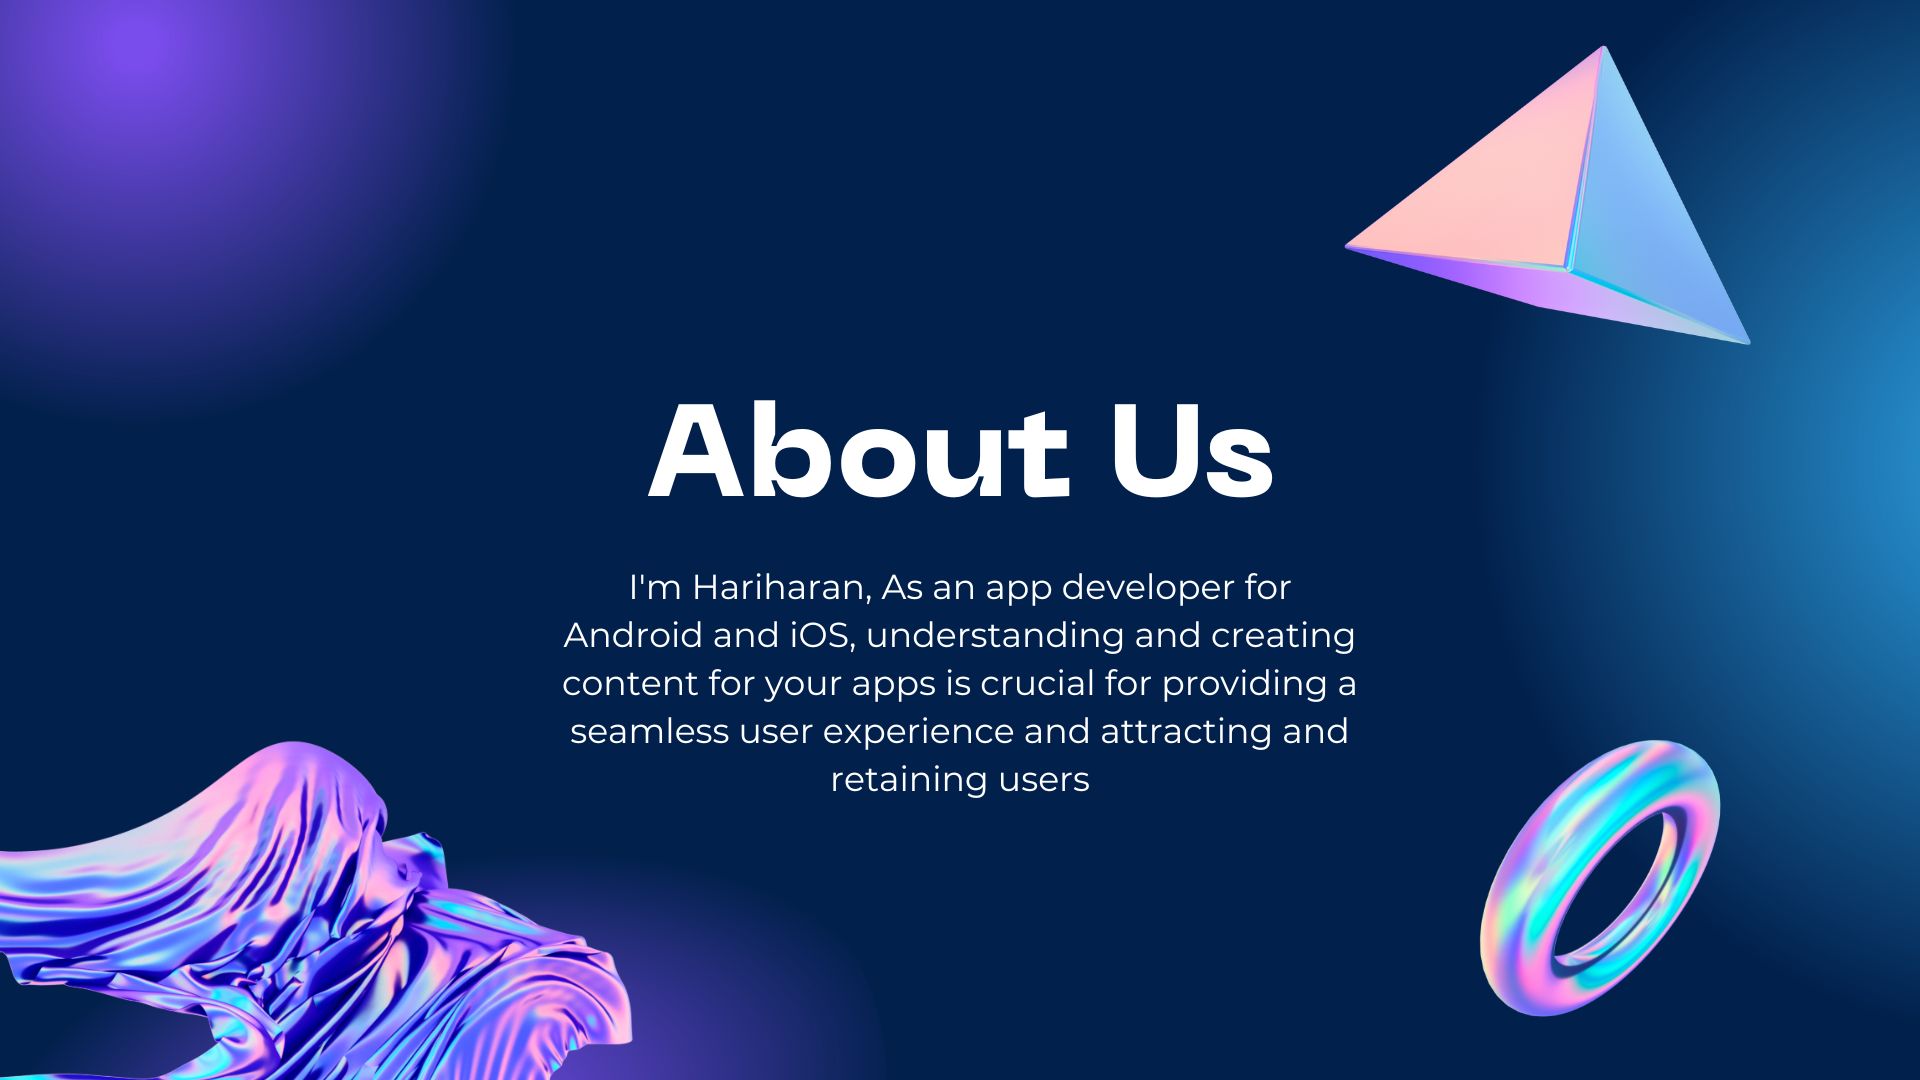 About Us
I'm Hariharan, As an app developer for
Android and iOS, understanding and creating
content for your apps is crucial for providing a
seamless user experience and attracting and
retaining users